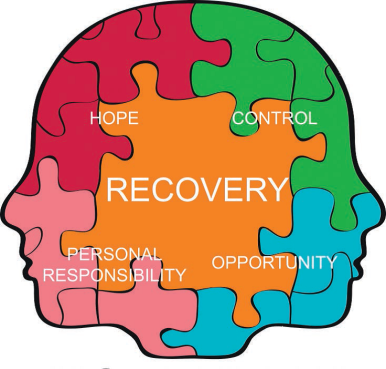 HOPE
CONTROL
RECOVERY
PERSONAL
RESPONSIBILITY
OPPORTUNITY